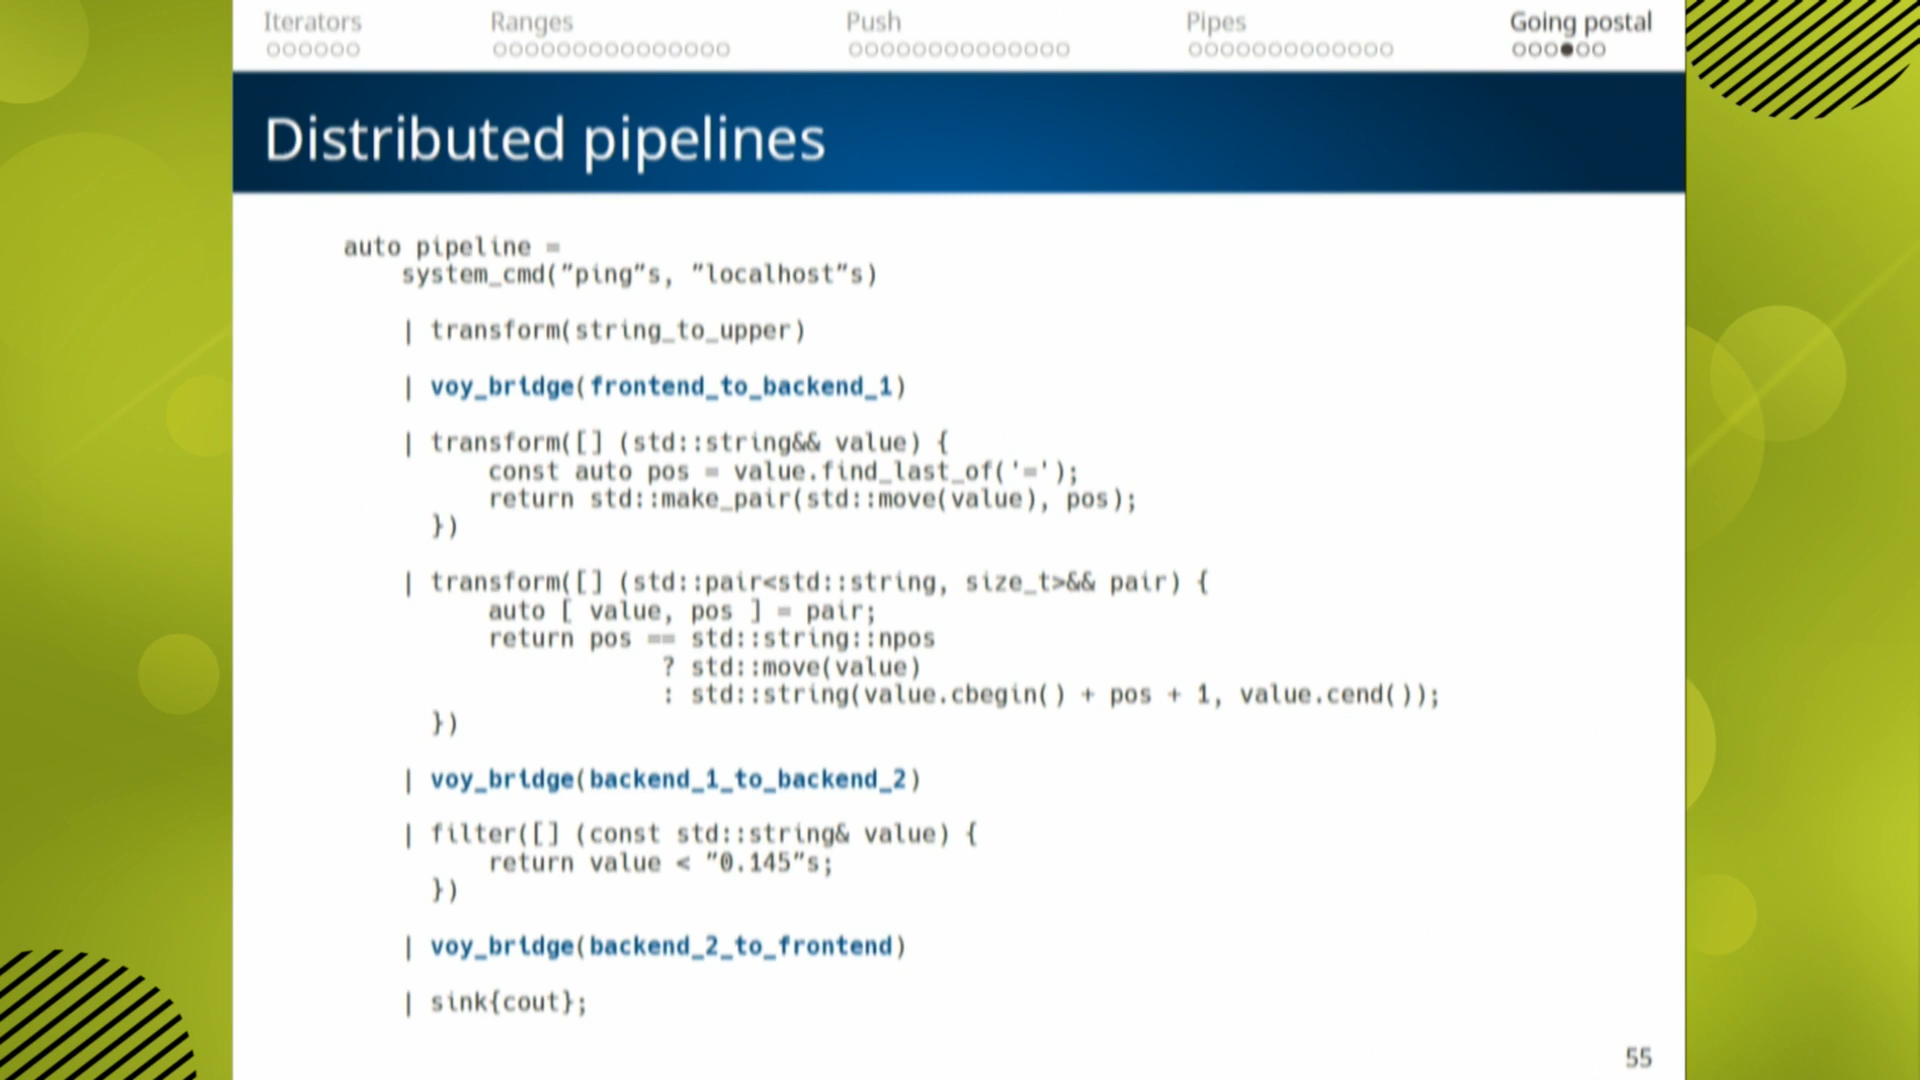 Iterators Ranges Push Pipes Going postal
Distributed pipelines
auto pipeline =
system_cmd("ping"s, "localhost"s)
| transform(string_to_upper)
| voy_bridge(frontend_to_backend_1)
| transform([] (std::string&& value) {
const auto pos = value.find_last_of('=');
return std::make_pair(std::move(value), pos);
})
| transform([] (std::pair<std::string, size_t>&& pair) {
auto [ value, pos ] = pair;
return pos == std::string::npos
? std::move(value)
: std::string(value.cbegin() + pos + 1, value.cend());
})
| voy_bridge(backend_1_to_backend_2)
| filter([] (const std::string& value) {
return value < "0.145"s;
})
| voy_bridge(backend_2_to_frontend)
| sink{cout};
55